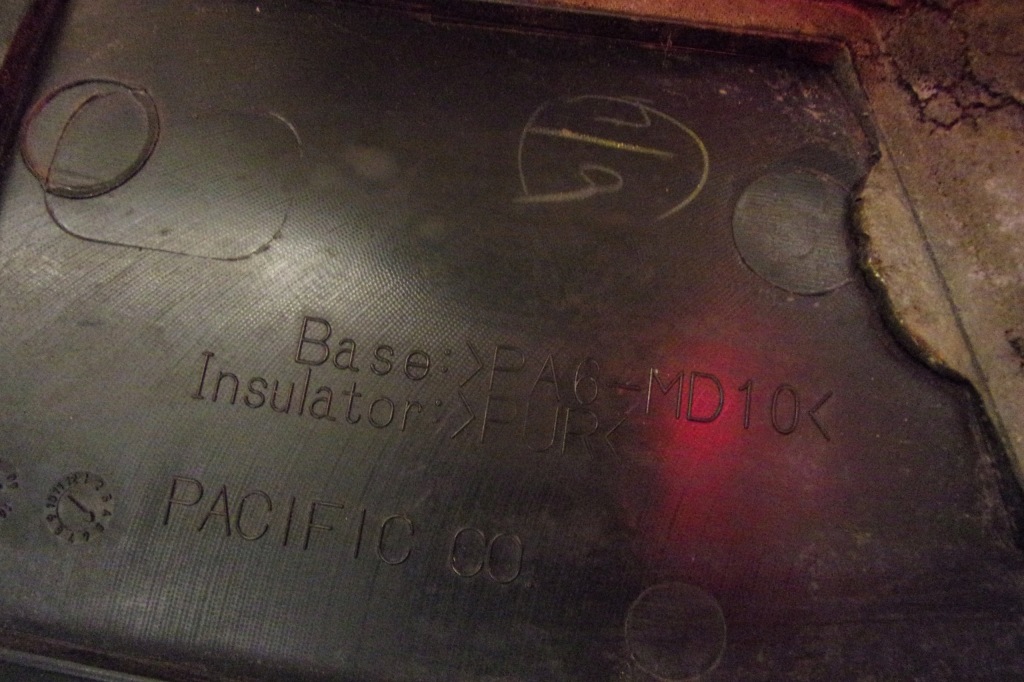 Base:>PA6-MD10<
Insulator:>PUR<
PACIFIC CO